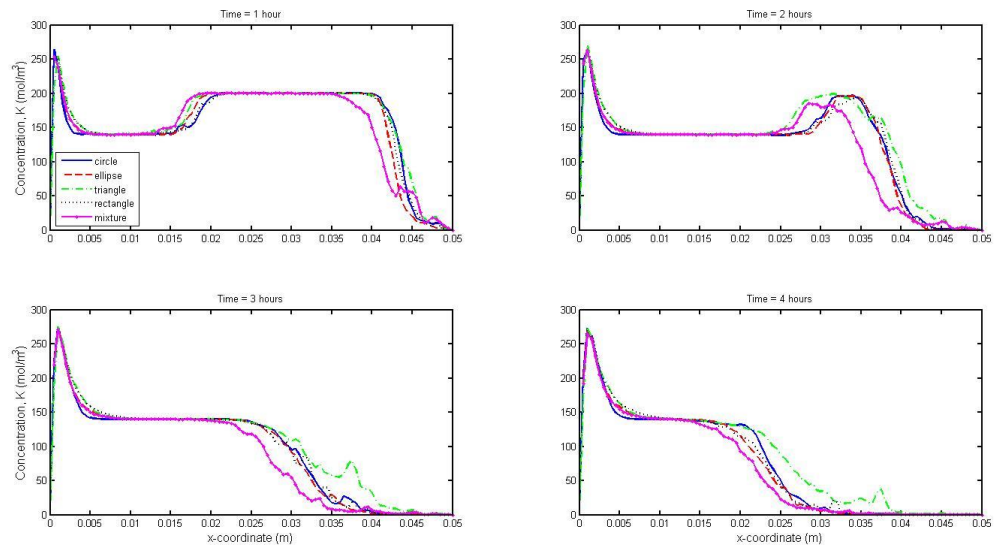 Time = 1 hour
Concentration, K (mol/m³)
300
250
200
150
100
50
0
circle
ellipse
triangle
rectangle
mixture
0 0.005 0.01 0.015 0.02 0.025 0.03 0.035 0.04 0.045 0.05
Time = 2 hours
300
250
200
150
100
50
0
0 0.005 0.01 0.015 0.02 0.025 0.03 0.035 0.04 0.045 0.05
Time = 3 hours
Concentration, K (mol/m³)
300
250
200
150
100
50
0
0 0.005 0.01 0.015 0.02 0.025 0.03 0.035 0.04 0.045 0.05
x-coordinate (m)
Time = 4 hours
300
250
200
150
100
50
0
0 0.005 0.01 0.015 0.02 0.025 0.03 0.035 0.04 0.045 0.05
x-coordinate (m)